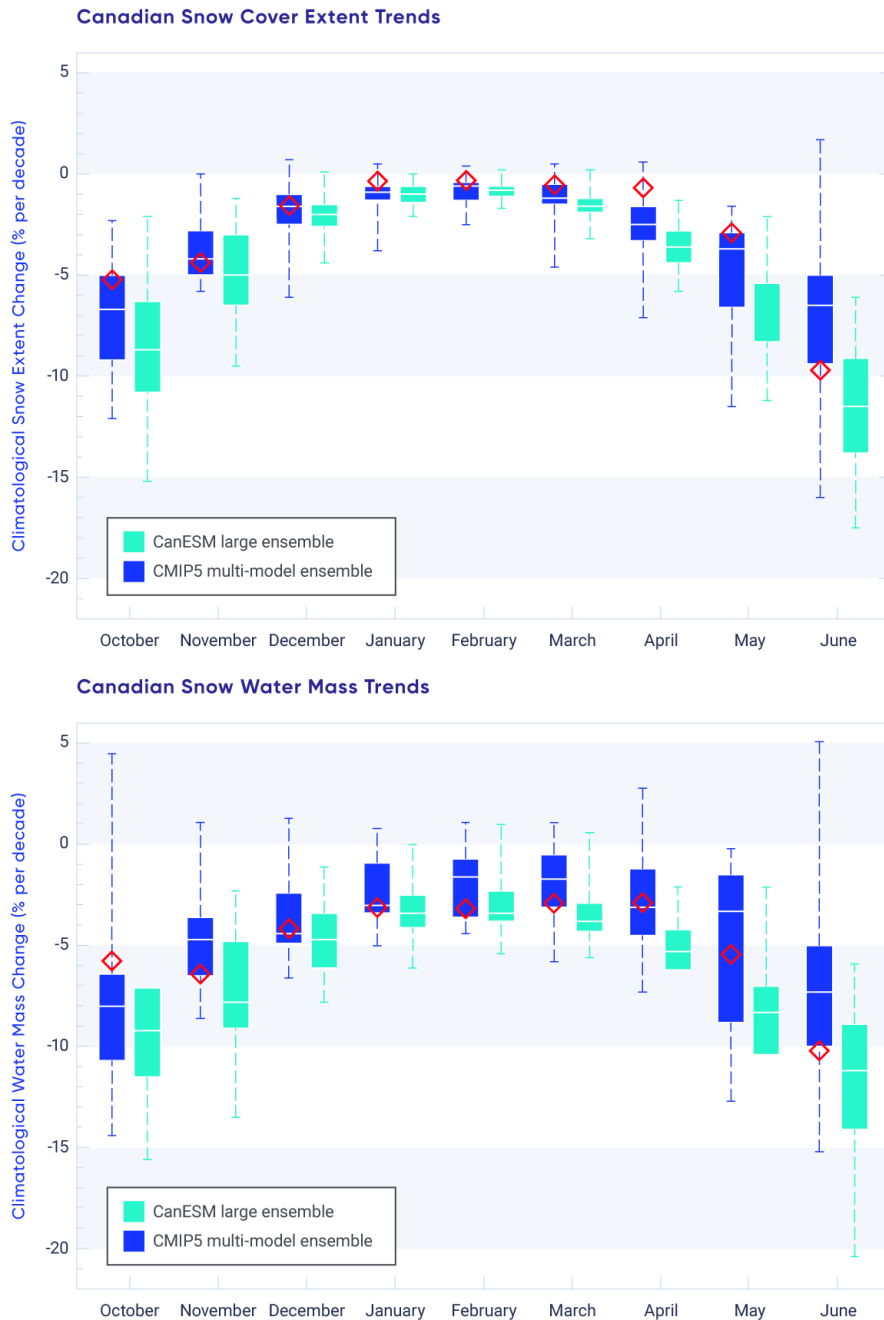 Canadian Snow Cover Extent Trends
Climatological Snow Extent Change (% per decade)
5
0
-5
-10
-15
-20
CanESM large ensemble
CMIP5 multi-model ensemble
October November December January February March April May June
Canadian Snow Water Mass Trends
Climatological Water Mass Change (% per decade)
5
0
-5
-10
-15
-20
CanESM large ensemble
CMIP5 multi-model ensemble
October November December January February March April May June